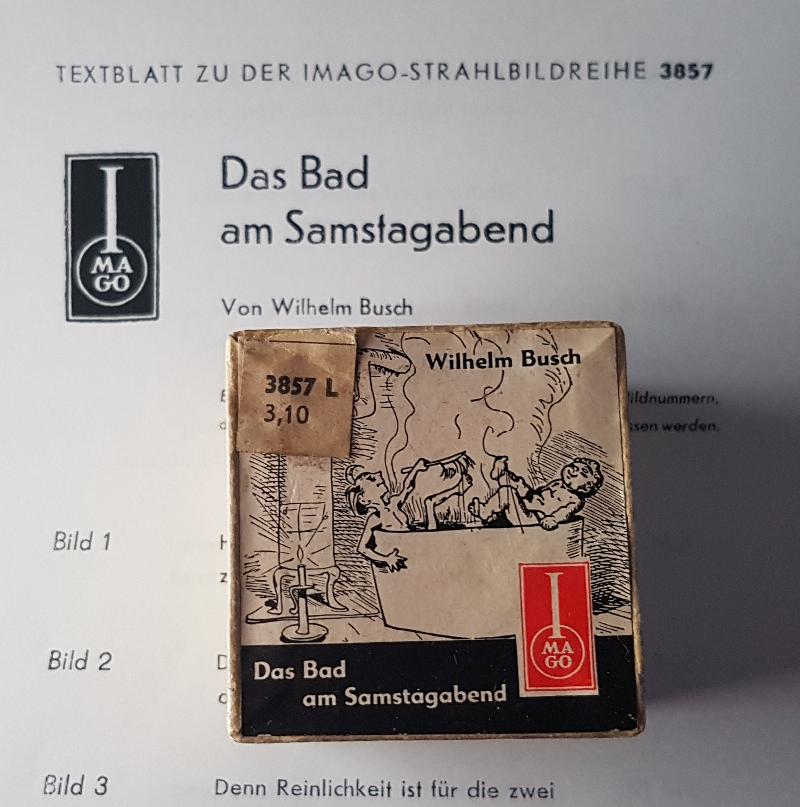 TEXTBLATT ZU DER IMAGO-STRAHLBILDREIHE 3857
I
MA
GO
Das Bad
am Samstagabend
Von Wilhelm Busch
ildnummern,
sen werden.
3857 L
3,10
Wilhelm Busch
I
MA
GO
Das Bad
am Samstagabend
Bild 1
Bild 2
Bild 3 Denn Reinlichkeit ist für die zwei